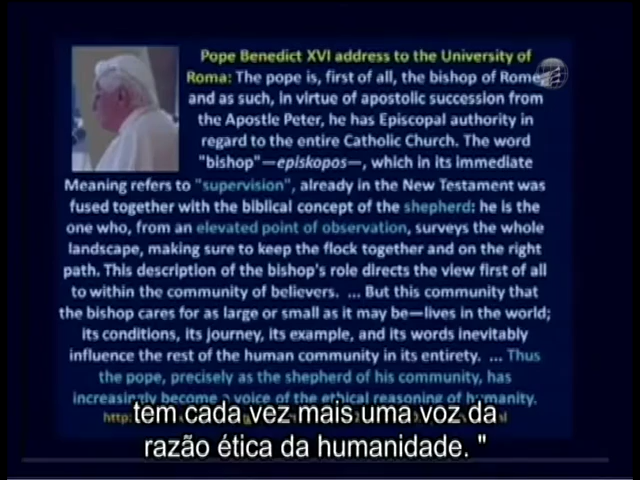 Pope Benedict XVI address to the University of
Roma: The pope is, first of all, the bishop of Rome,
and as such, in virtue of apostolic succession from
the Apostle Peter, he has Episcopal authority in
regard to the entire Catholic Church. The word
"bishop"—episkopos—, which in its immediate
Meaning refers to "supervision", already in the New Testament was
fused together with the biblical concept of the shepherd: he is the
one who, from an elevated point of observation, surveys the whole
landscape, making sure to keep the flock together and on the right
path. This description of the bishop's role directs the view first of all
to within the community of believers. ... But this community that
the bishop cares for as large or small as it may be—lives in the world;
its conditions, its journey, its example, and its words inevitably
influence the rest of the human community in its entirety. ... Thus
the pope, precisely as the shepherd of his community, has
increasingly become a voice of the ethical reasoning of humanity.
tem cada vez mais uma voz da
razão ética da humanidade. "